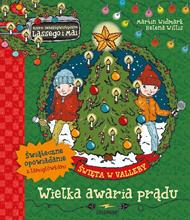 Biuro detektywistyczne
Lassego i Mai
Martin Widmark
Helena Willis
Świąteczne
opowiadanie
z łamigłówkami
ŚWIĘTA W VALLEBY
Wielka awaria prądu